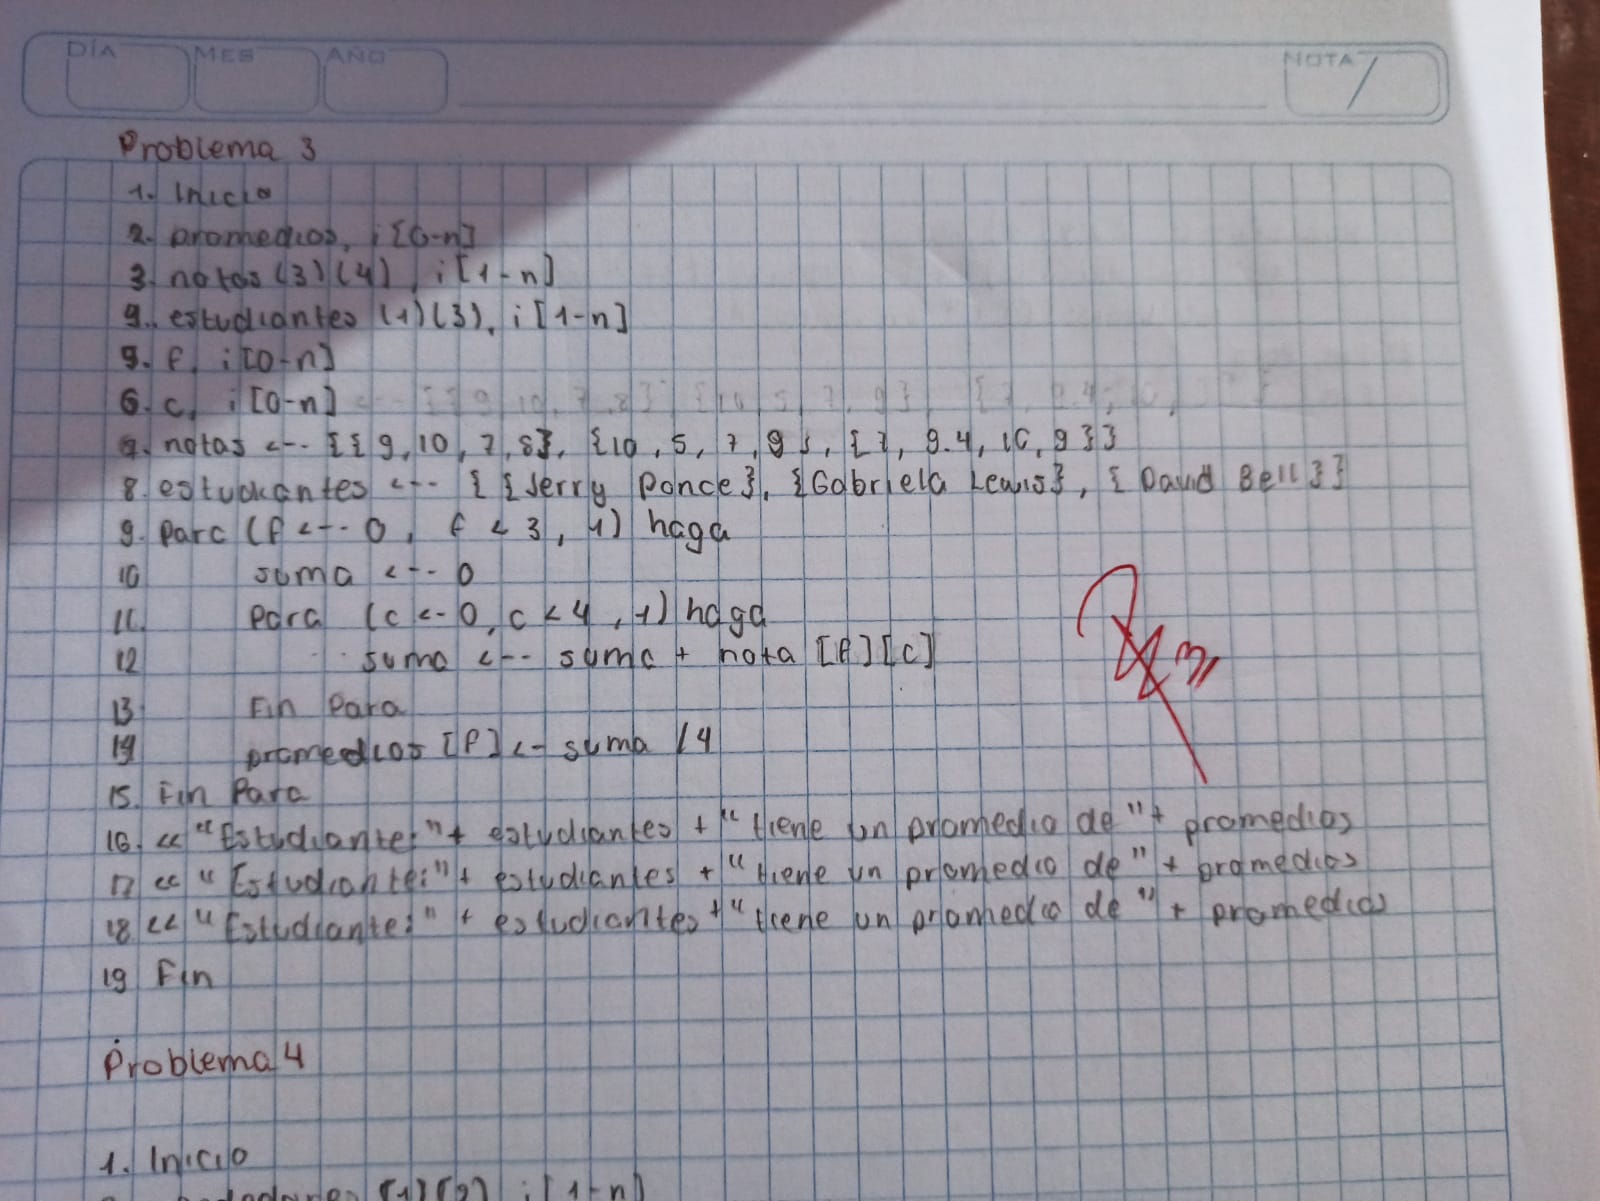 DÍA MES AÑO NOTA
Problema 3
1. Inicio
2. promedios, i [0-n]
3. notas (3)(4), i [1-n]
9. estudiantes (1)(3), i [1-n]
5. f, i [0-n]
6. c, i [0-n]
7. notas <-- {{9, 10, 7, 8}, {10, 5, 7, 9}, {7, 9.4, 10, 9}}
8. estudiantes <-- {{Jerry Ponce}, {Gabriela Lewis}, {David Bell}}
9. Para (f <-- 0, f < 3, 1) haga
10 suma <-- 0
11. Para (c <- 0, c < 4, 1) haga
12 suma <-- suma + nota [f][c]
13 Fin Para
14 promedios [f] <- suma /4
15. Fin Para
16. << "Estudiante:" + estudiantes + "tiene un promedio de" + promedios
17 << "Estudiante:" + estudiantes + "tiene un promedio de" + promedios
18 << "Estudiante:" + estudiantes + "tiene un promedio de" + promedios
19 Fin
Problema 4
1. Inicio
(1)(2) i [1-n]